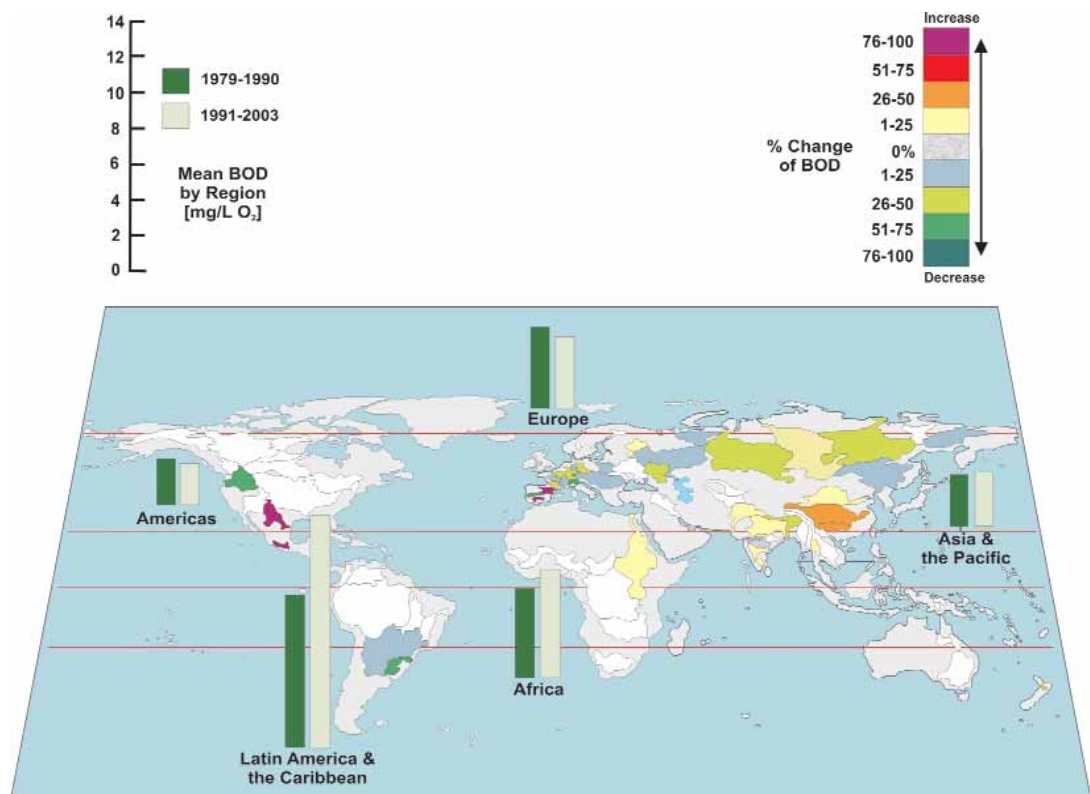 14
12
10
8
6
4
2
0
1979-1990
1991-2003
Mean BOD
by Region
[mg/L O₂]
Increase
76-100
51-75
26-50
1-25
0%
1-25
26-50
51-75
76-100
Decrease
% Change
of BOD
Europe
Americas
Asia &
the Pacific
Africa
Latin America &
the Caribbean